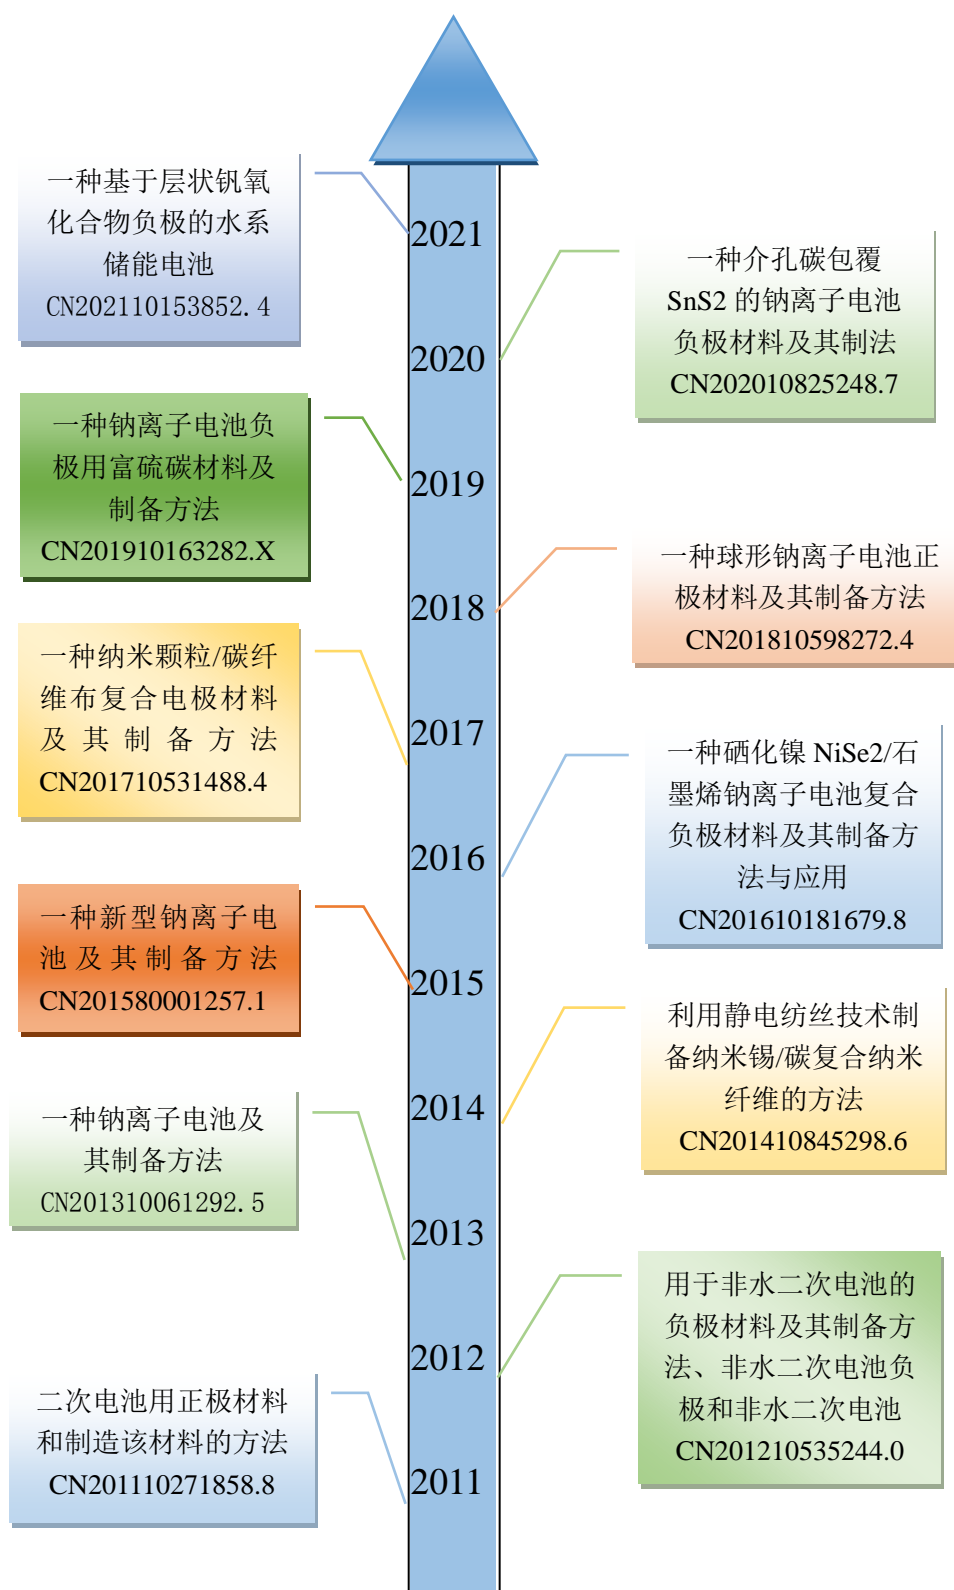 一种基于层状钒氧
化合物负极的水系
储能电池
CN202110153852.4
2021
一种介孔碳包覆
SnS2 的钠离子电池
负极材料及其制法
CN202010825248.7
2020
一种钠离子电池负
极用富硫碳材料及
制备方法
CN201910163282.X
2019
一种球形钠离子电池正
极材料及其制备方法
CN201810598272.4
2018
一种纳米颗粒/碳纤
维布复合电极材料
及其制备方法
CN201710531488.4
2017
一种硒化镍 NiSe2/石
墨烯钠离子电池复合
负极材料及其制备方
法与应用
CN201610181679.8
2016
一种新型钠离子电
池及其制备方法
CN201580001257.1
2015
利用静电纺丝技术制
备纳米锡/碳复合纳米
纤维的方法
CN201410845298.6
2014
一种钠离子电池及
其制备方法
CN201310061292.5
2013
用于非水二次电池的
负极材料及其制备方
法、非水二次电池负
极和非水二次电池
CN201210535244.0
2012
二次电池用正极材料
和制造该材料的方法
CN201110271858.8
2011